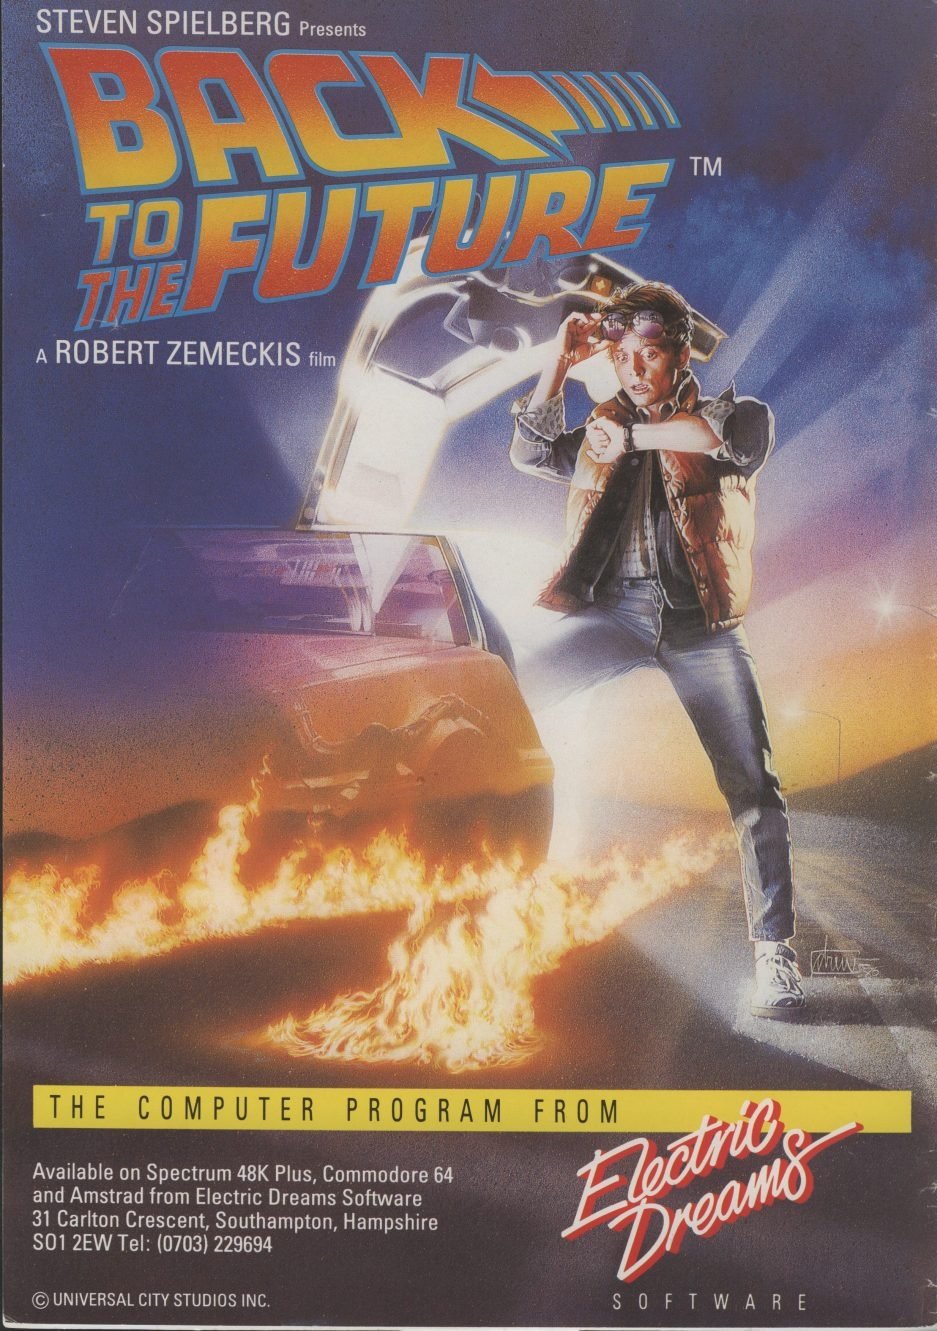 STEVEN SPIELBERG Presents
BACK
TO
THE FUTURE TM
A ROBERT ZEMECKIS film
THE COMPUTER PROGRAM FROM
Electric
Dreams
SOFTWARE
Available on Spectrum 48K Plus, Commodore 64
and Amstrad from Electric Dreams Software
31 Carlton Crescent, Southampton, Hampshire
SO1 2EW Tel: (0703) 229694
© UNIVERSAL CITY STUDIOS INC.